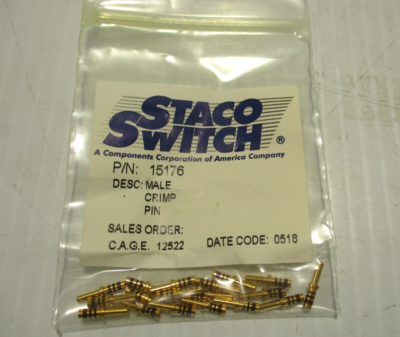 STACO
SWITCH ®
A Components Corporation of America Company
P/N: 15176
DESC: MALE
CRIMP
PIN
SALES ORDER:
C.A.G.E. 12522 DATE CODE: 0518